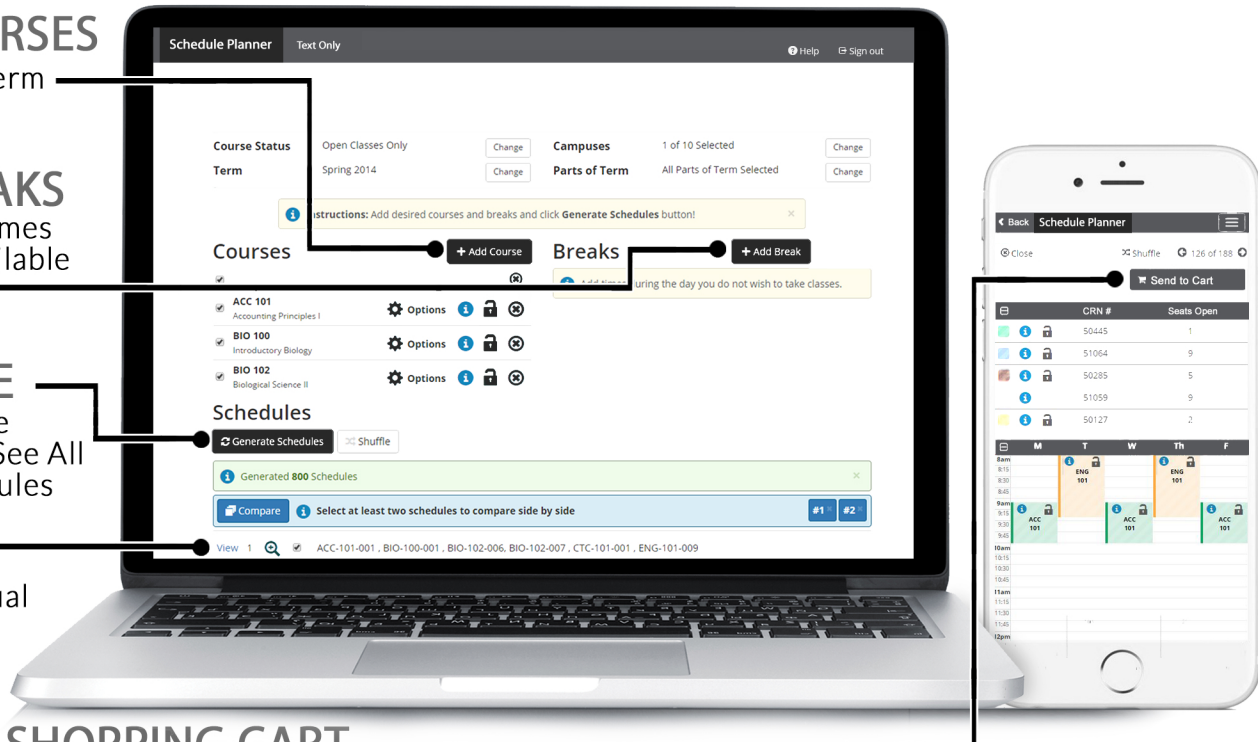 RSES
erm
AKS
mes
lable
E
e
See All
ules
ual
SHOPPING CART
Schedule Planner Text Only Help Sign out
Course Status Open Classes Only Change Campuses 1 of 10 Selected Change
Term Spring 2014 Change Parts of Term All Parts of Term Selected Change
structions: Add desired courses and breaks and click Generate Schedules button!
Courses + Add Course Breaks + Add Break
during the day you do not wish to take classes.
ACC 101
Accounting Principles I Options
BIO 100
Introductory Biology Options
BIO 102
Biological Science II Options
Schedules
Generate Schedules Shuffle
Generated 800 Schedules
Compare Select at least two schedules to compare side by side #1 #2
View 1 ACC-101-001 , BIO-100-001 , BIO-102-006, BIO-102-007 , CTC-101-001 , ENG-101-009
Back Schedule Planner
Close Shuffle 126 of 188
Send to Cart
CRN # Seats Open
50445 1
51064 9
50285 5
51059 9
50127 2
M T W Th F
8am
8:15 ENG ENG
8:30 101 101
8:45
9am
9:15 ACC ACC ACC
9:30 101 101 101
9:45
10am
10:15
10:30
10:45
11am
11:15
11:30
11:45
12pm